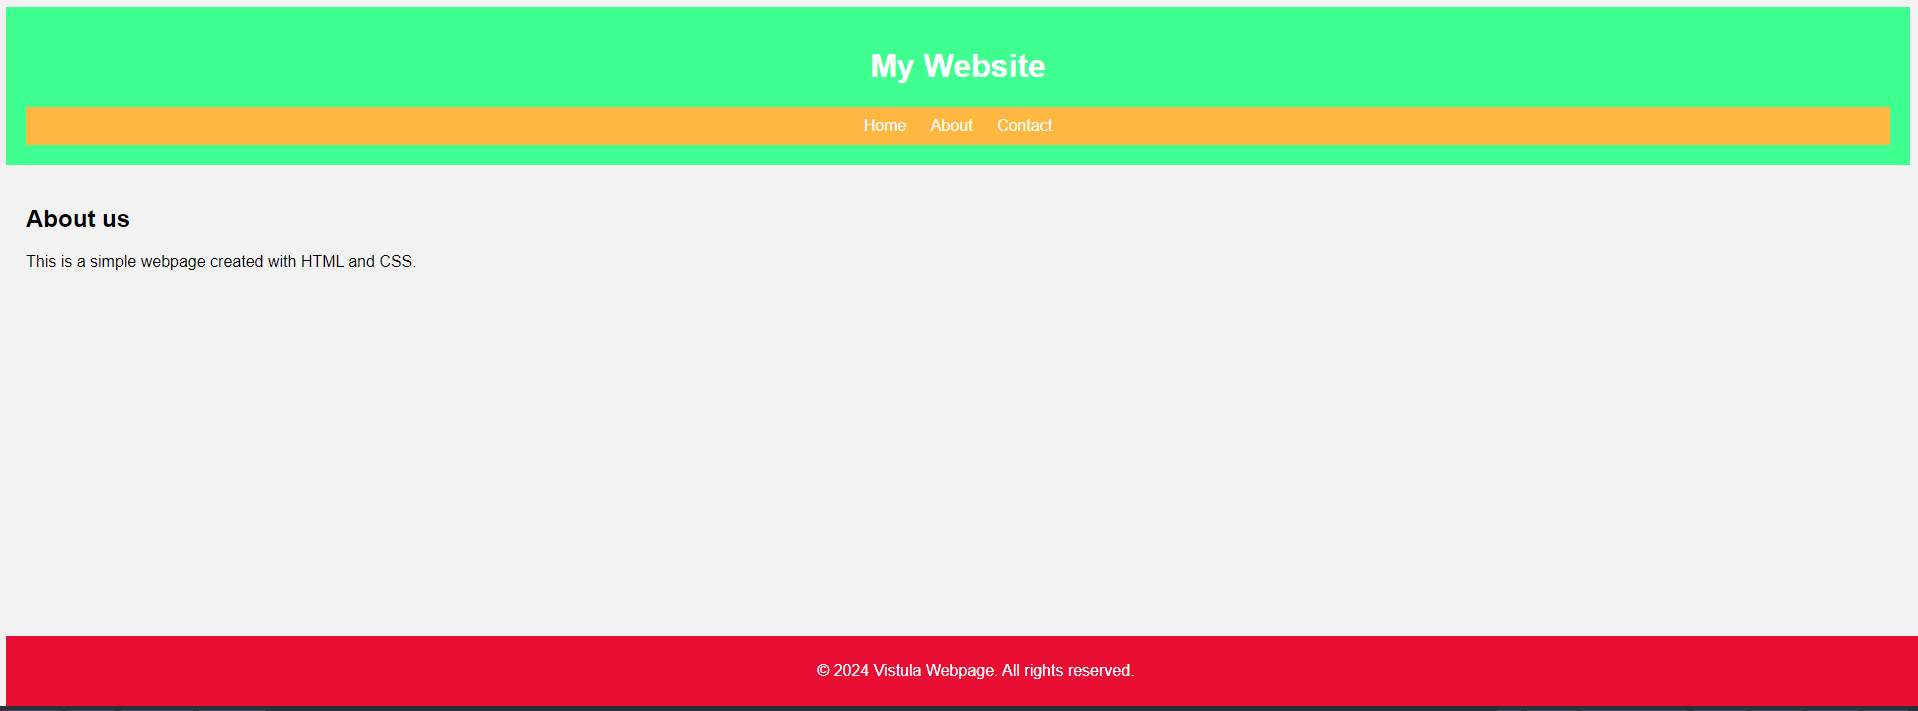 My Website
Home About Contact
About us
This is a simple webpage created with HTML and CSS.
© 2024 Vistula Webpage. All rights reserved.